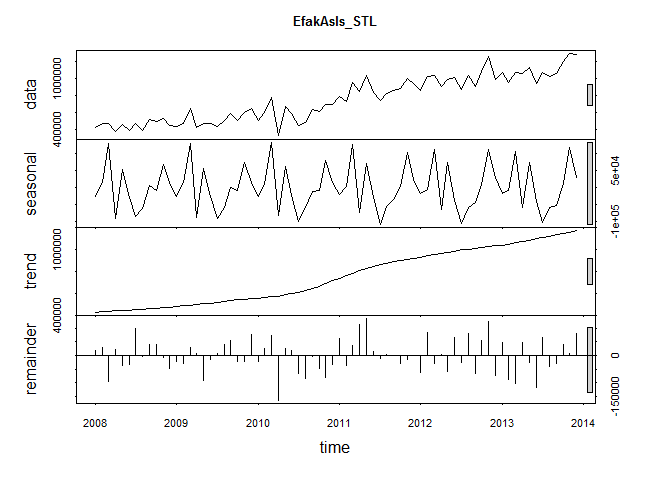 EfakAsIs_STL
data
400000 1000000
seasonal
-1e+05 5e+04
trend
400000 1000000
remainder
-150000 0
2008 2009 2010 2011 2012 2013 2014
time